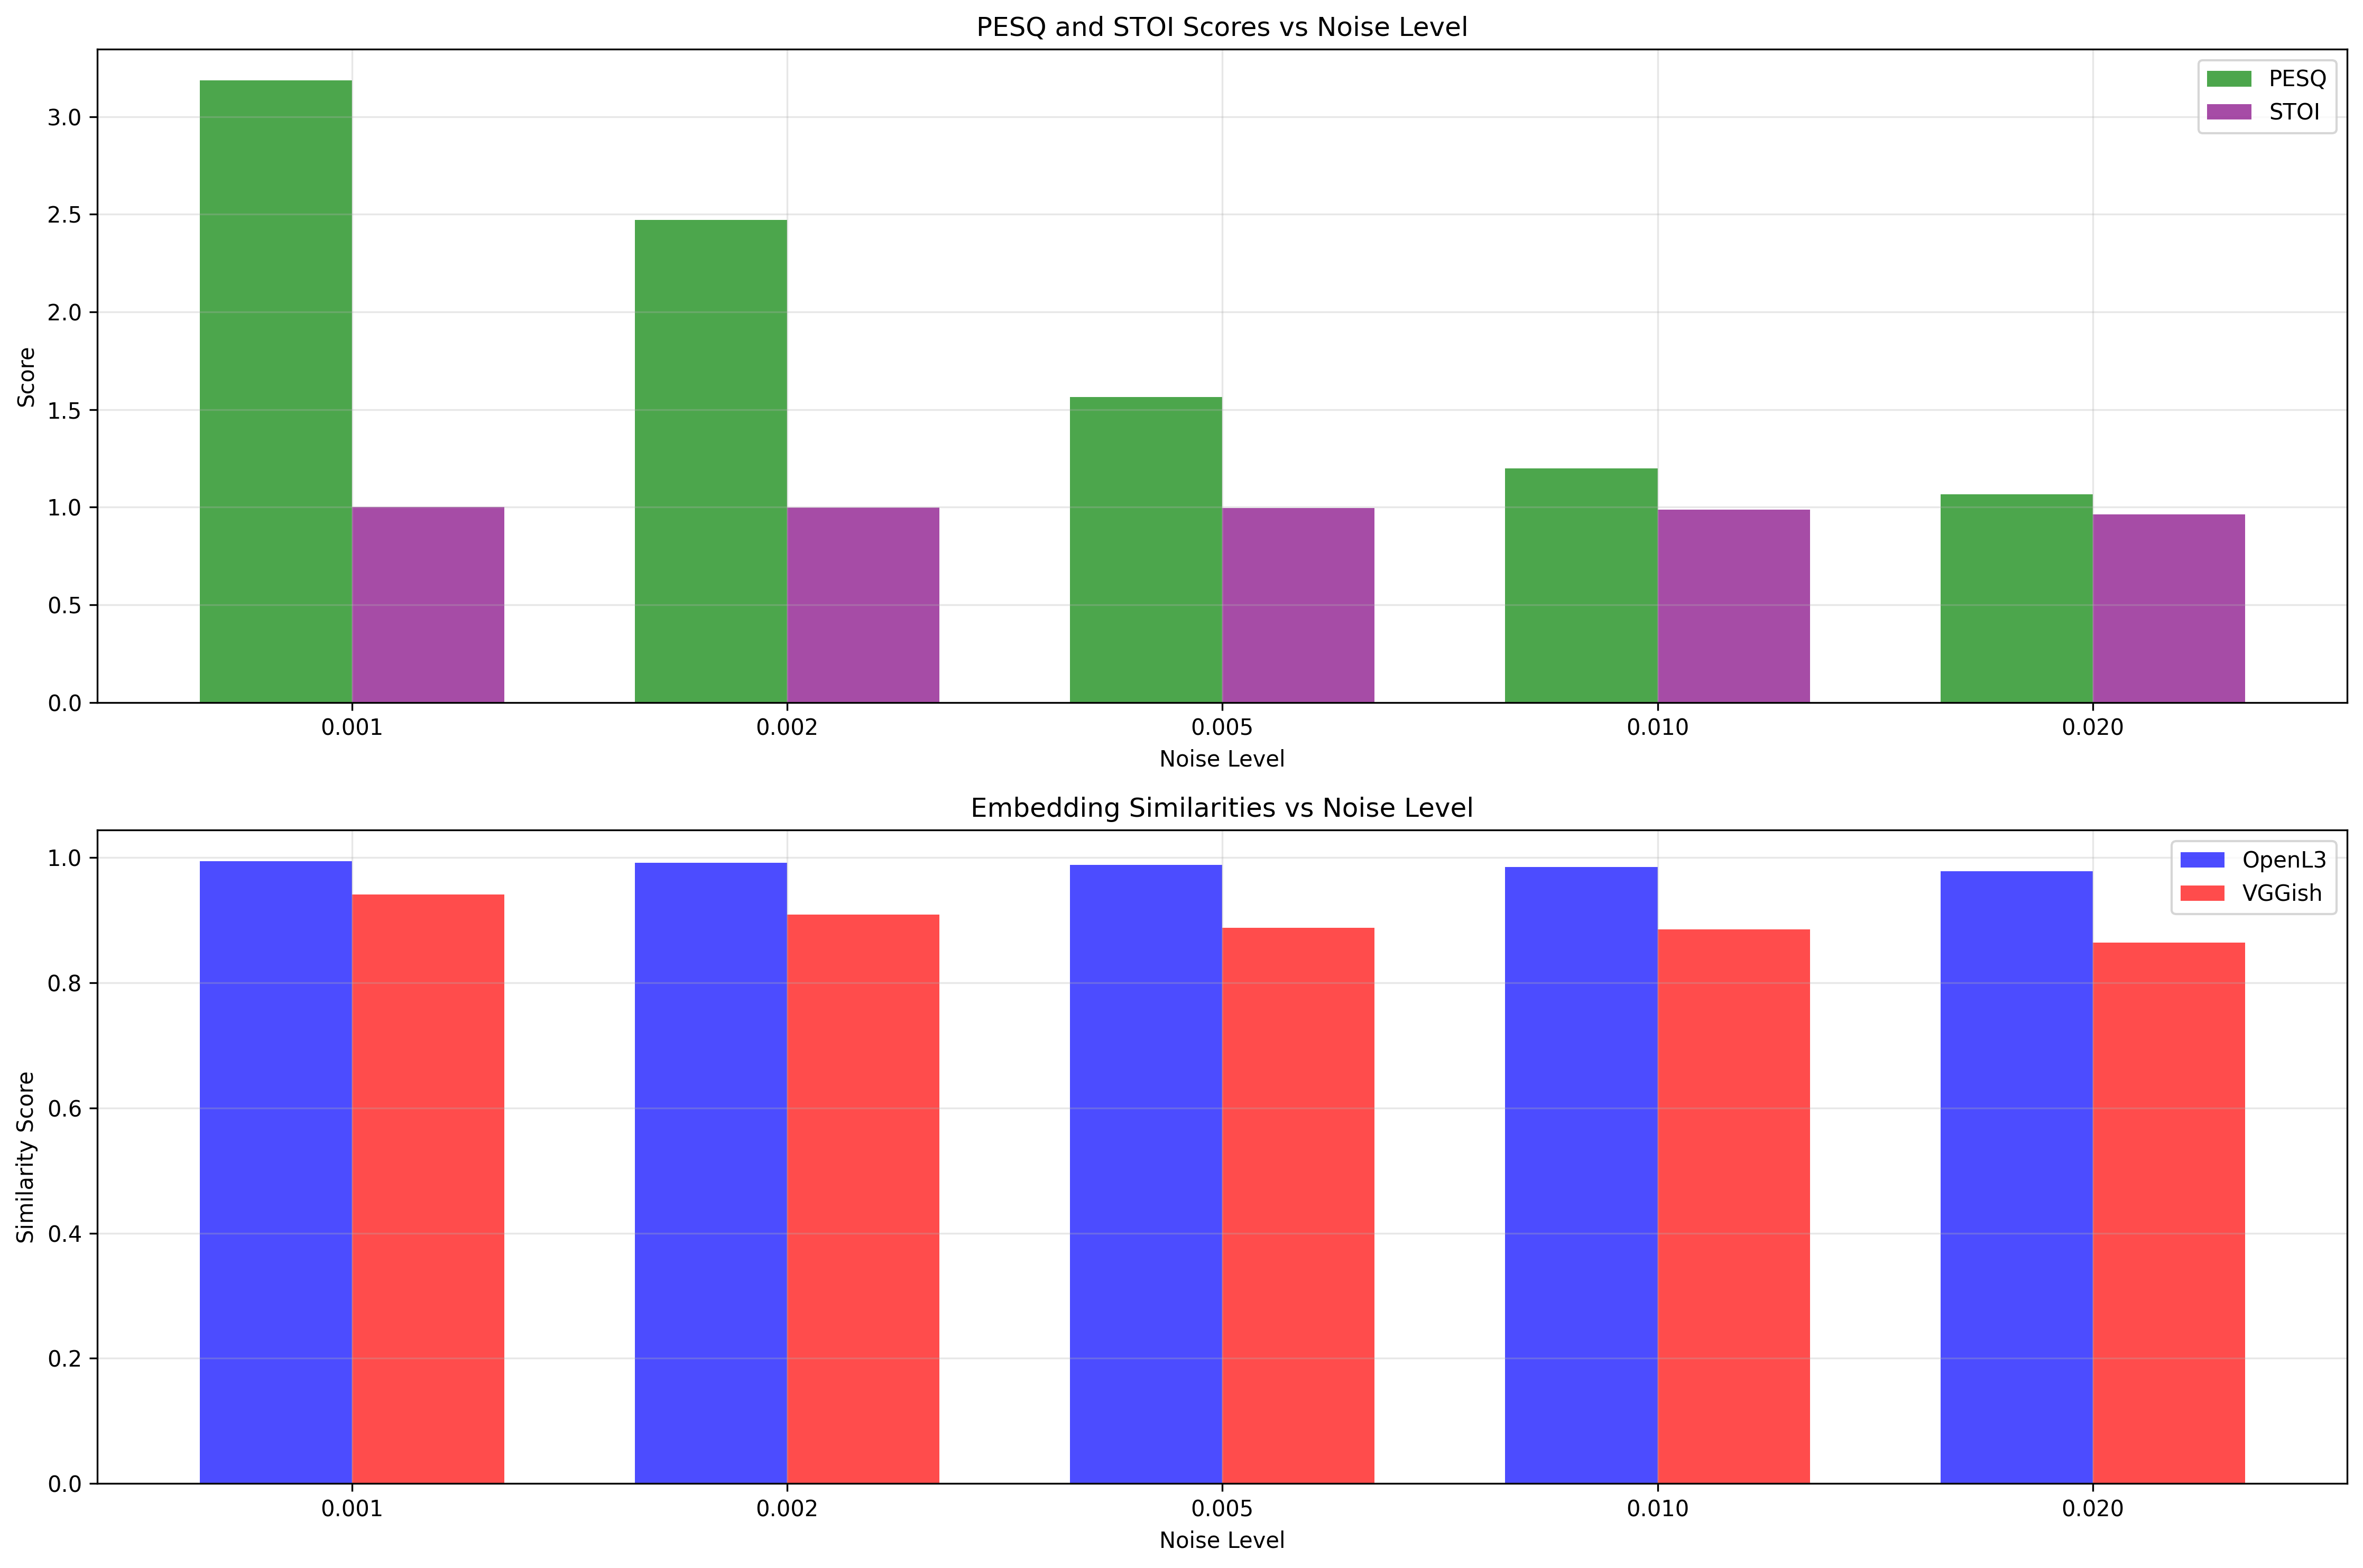 PESQ and STOI Scores vs Noise Level
PESQ
STOI
3.0
2.5
2.0
1.5
1.0
0.5
0.0
Score
0.001 0.002 0.005 0.010 0.020
Noise Level
Embedding Similarities vs Noise Level
OpenL3
VGGish
1.0
0.8
0.6
0.4
0.2
0.0
Similarity Score
0.001 0.002 0.005 0.010 0.020
Noise Level